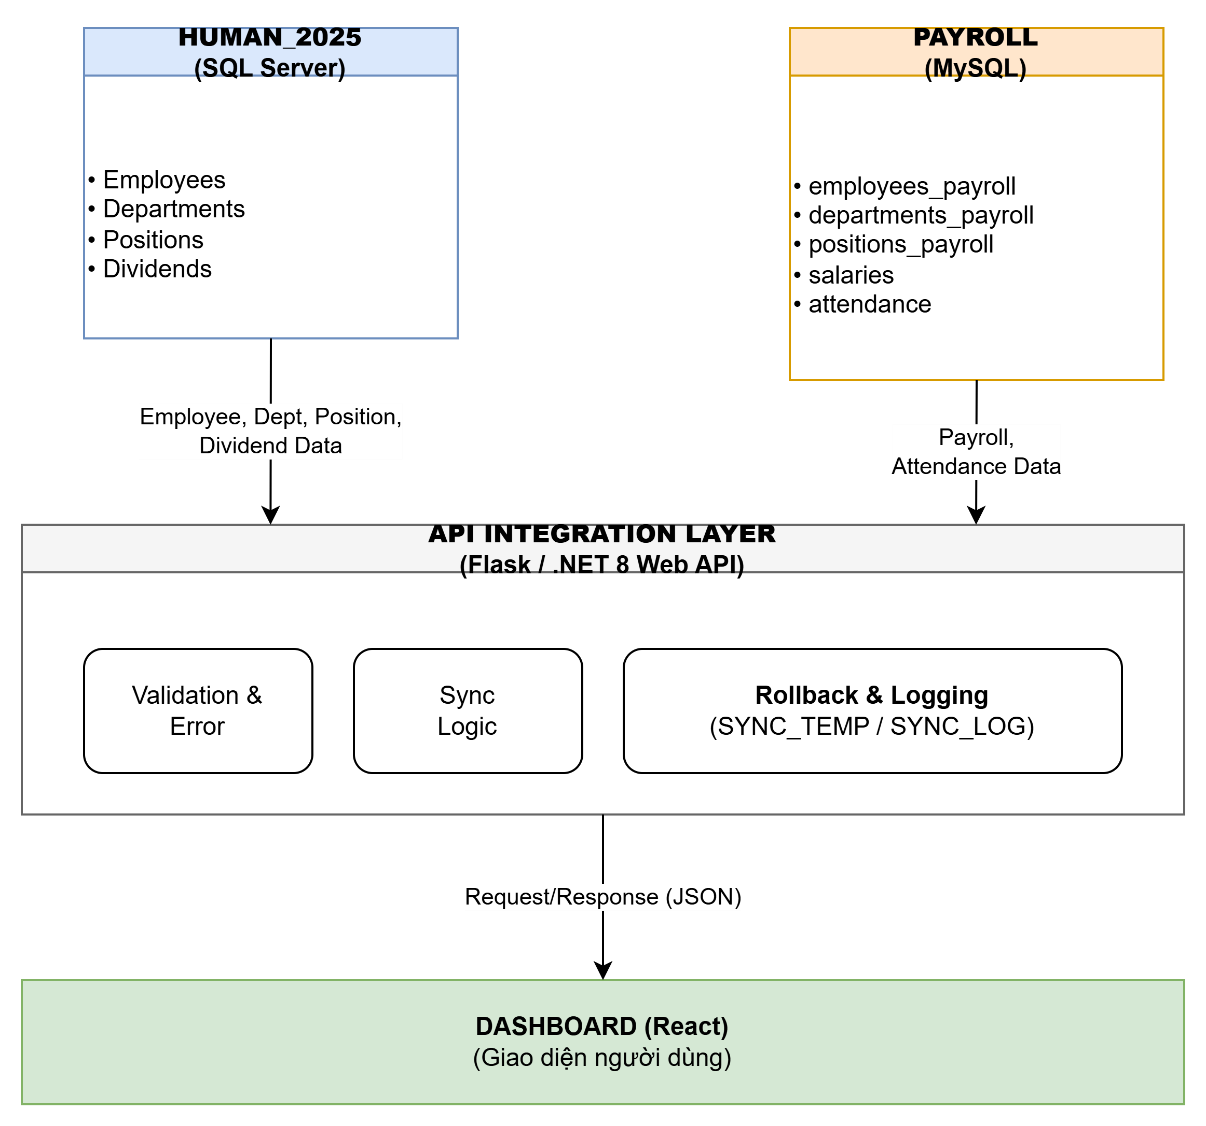 HUMAN_2025
(SQL Server)
• Employees
• Departments
• Positions
• Dividends
PAYROLL
(MySQL)
• employees_payroll
• departments_payroll
• positions_payroll
• salaries
• attendance
Employee, Dept, Position,
Dividend Data
Payroll,
Attendance Data
API INTEGRATION LAYER
(Flask / .NET 8 Web API)
Validation &
Error
Sync
Logic
Rollback & Logging
(SYNC_TEMP / SYNC_LOG)
Request/Response (JSON)
DASHBOARD (React)
(Giao diện người dùng)